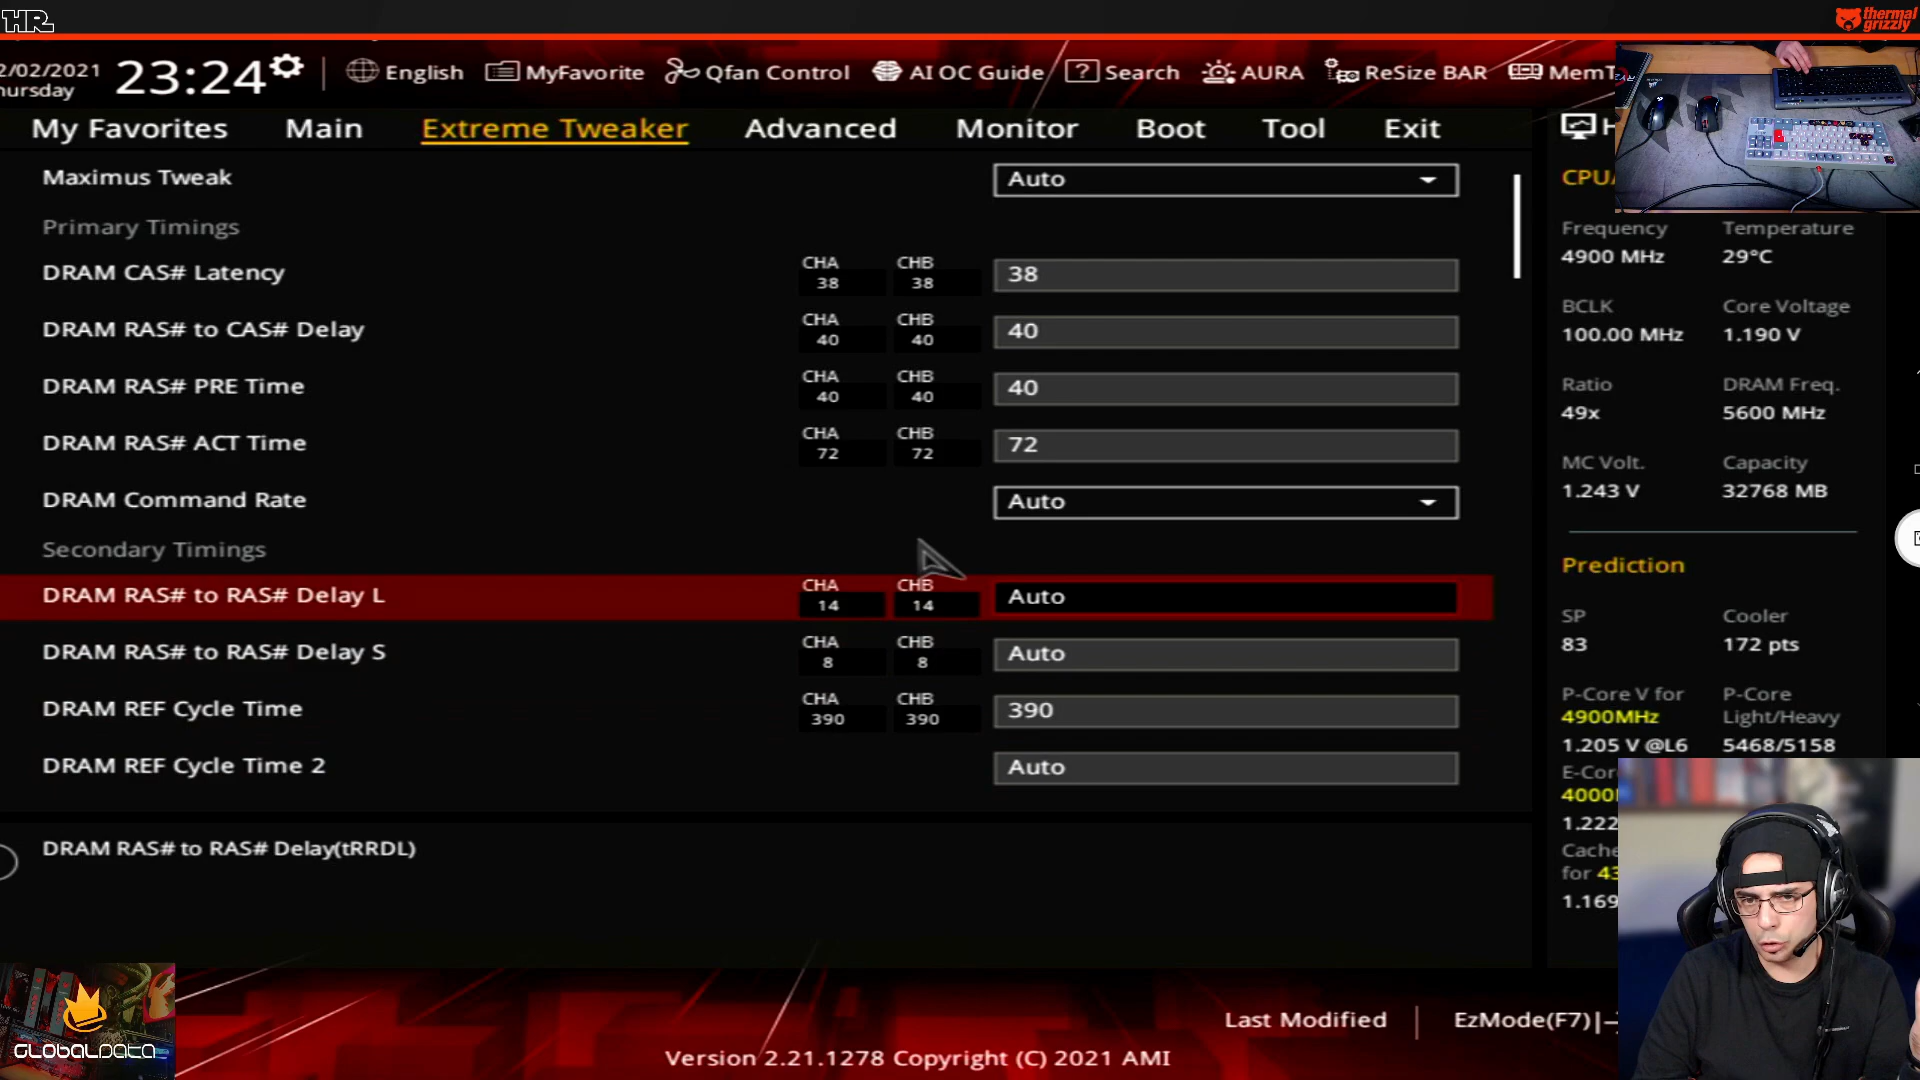 HR.
thermal
grizzly
2/02/2021
hursday
23:24
English
MyFavorite
Qfan Control
AI OC Guide
Search
AURA
ReSize BAR
MemT
My Favorites
Main
Extreme Tweaker
Advanced
Monitor
Boot
Tool
Exit
H
Maximus Tweak
Auto
Primary Timings
DRAM CAS# Latency
CHA
38
CHB
38
38
DRAM RAS# to CAS# Delay
CHA
40
CHB
40
40
DRAM RAS# PRE Time
CHA
40
CHB
40
40
DRAM RAS# ACT Time
CHA
72
CHB
72
72
DRAM Command Rate
Auto
Secondary Timings
DRAM RAS# to RAS# Delay L
CHA
14
CHB
14
Auto
DRAM RAS# to RAS# Delay S
CHA
8
CHB
8
Auto
DRAM REF Cycle Time
CHA
390
CHB
390
390
DRAM REF Cycle Time 2
Auto
DRAM RAS# to RAS# Delay(tRRDL)
CPU/
Frequency
Temperature
4900 MHz
29°C
BCLK
Core Voltage
100.00 MHz
1.190 V
Ratio
DRAM Freq.
49x
5600 MHz
MC Volt.
Capacity
1.243 V
32768 MB
Prediction
SP
Cooler
83
172 pts
P-Core V for
P-Core
4900MHz
Light/Heavy
1.205 V @L6
5468/5158
E-Cor
4000
1.222
Cache
for 43
1.169
GLOBALDATA
Last Modified
EzMode(F7)
Version 2.21.1278 Copyright (C) 2021 AMI